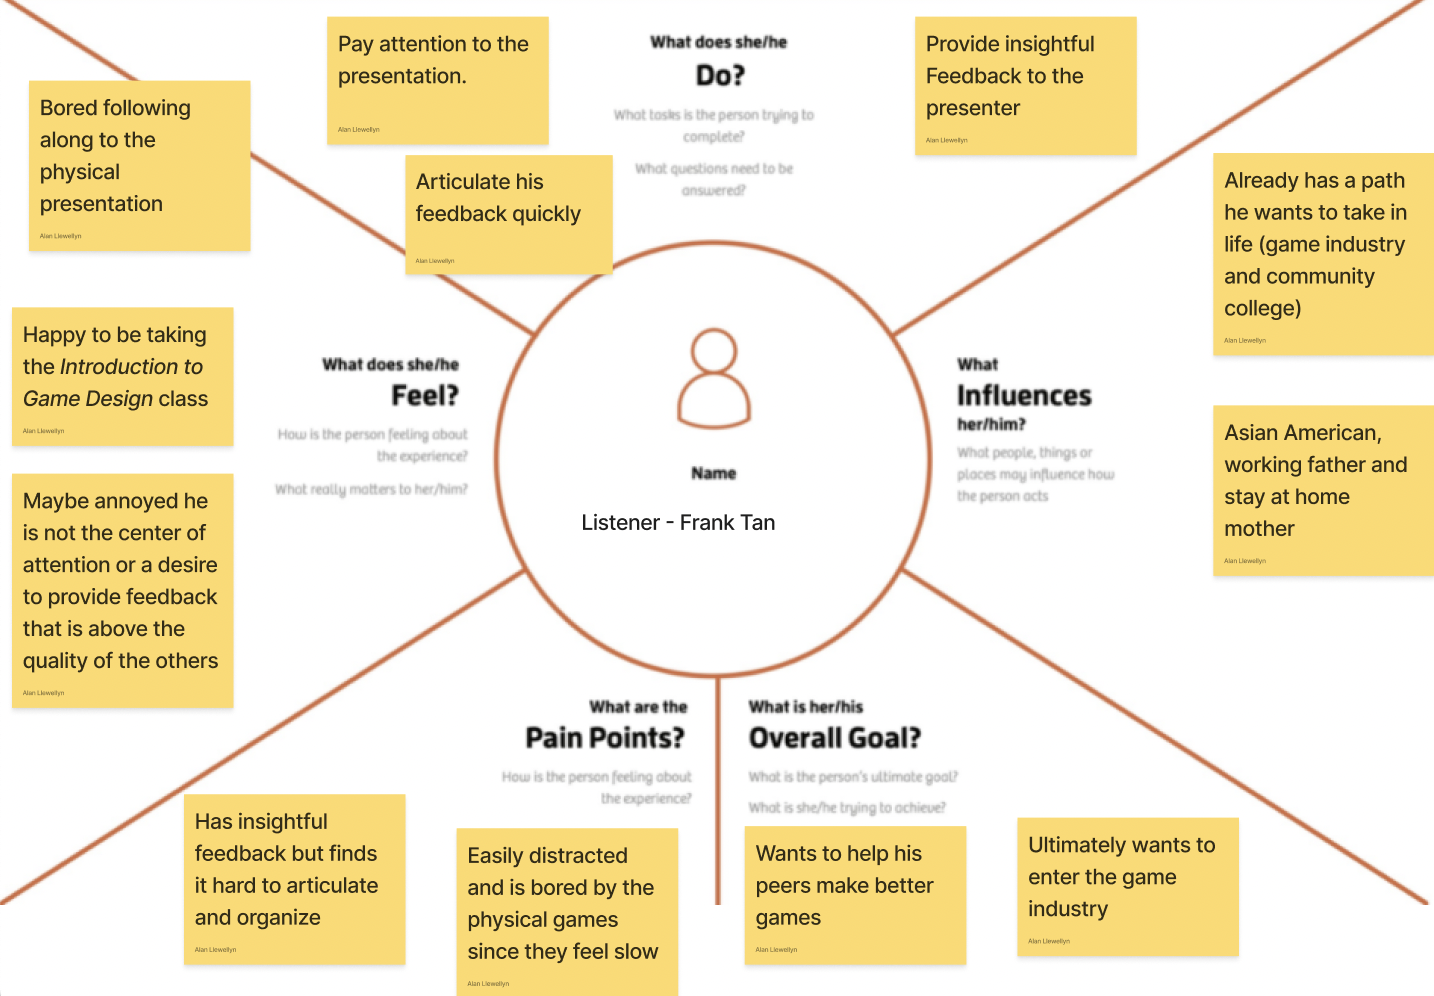 Pay attention to the
presentation.
Alan Llewellyn
What does she/he
Do?
What tasks is the person trying to
complete?
What questions need to be
answered?
Provide insightful
Feedback to the
presenter
Alan Llewellyn
Articulate his
feedback quickly
Alan Llewellyn
Bored following
along to the
physical
presentation
Alan Llewellyn
Happy to be taking
the Introduction to
Game Design class
Alan Llewellyn
Maybe annoyed he
is not the center of
attention or a desire
to provide feedback
that is above the
quality of the others
Alan Llewellyn
What does she/he
Feel?
How is the person feeling about
the experience?
What really matters to her/him?
Name
Listener - Frank Tan
What
Influences
her/him?
What people, things or
places may influence how
the person acts
Already has a path
he wants to take in
life (game industry
and community
college)
Alan Llewellyn
Asian American,
working father and
stay at home
mother
Alan Llewellyn
What are the
Pain Points?
How is the person feeling about
the experience?
Has insightful
feedback but finds
it hard to articulate
and organize
Alan Llewellyn
Easily distracted
and is bored by the
physical games
since they feel slow
Alan Llewellyn
What is her/his
Overall Goal?
What is the person's ultimate goal?
What is she/he trying to achieve?
Wants to help his
peers make better
games
Alan Llewellyn
Ultimately wants to
enter the game
industry
Alan Llewellyn